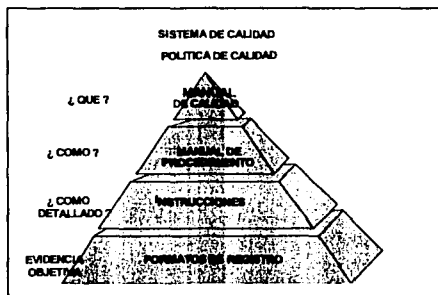 SISTEMA DE CALIDAD
POLITICA DE CALIDAD
¿ QUE ?
MANUAL
DE CALIDAD
¿ COMO ?
MANUAL DE
PROCEDIMIENTO
¿ COMO
DETALLADO ?
INSTRUCCIONES
EVIDENCIA
OBJETIVA
FORMATOS DE REGISTRO